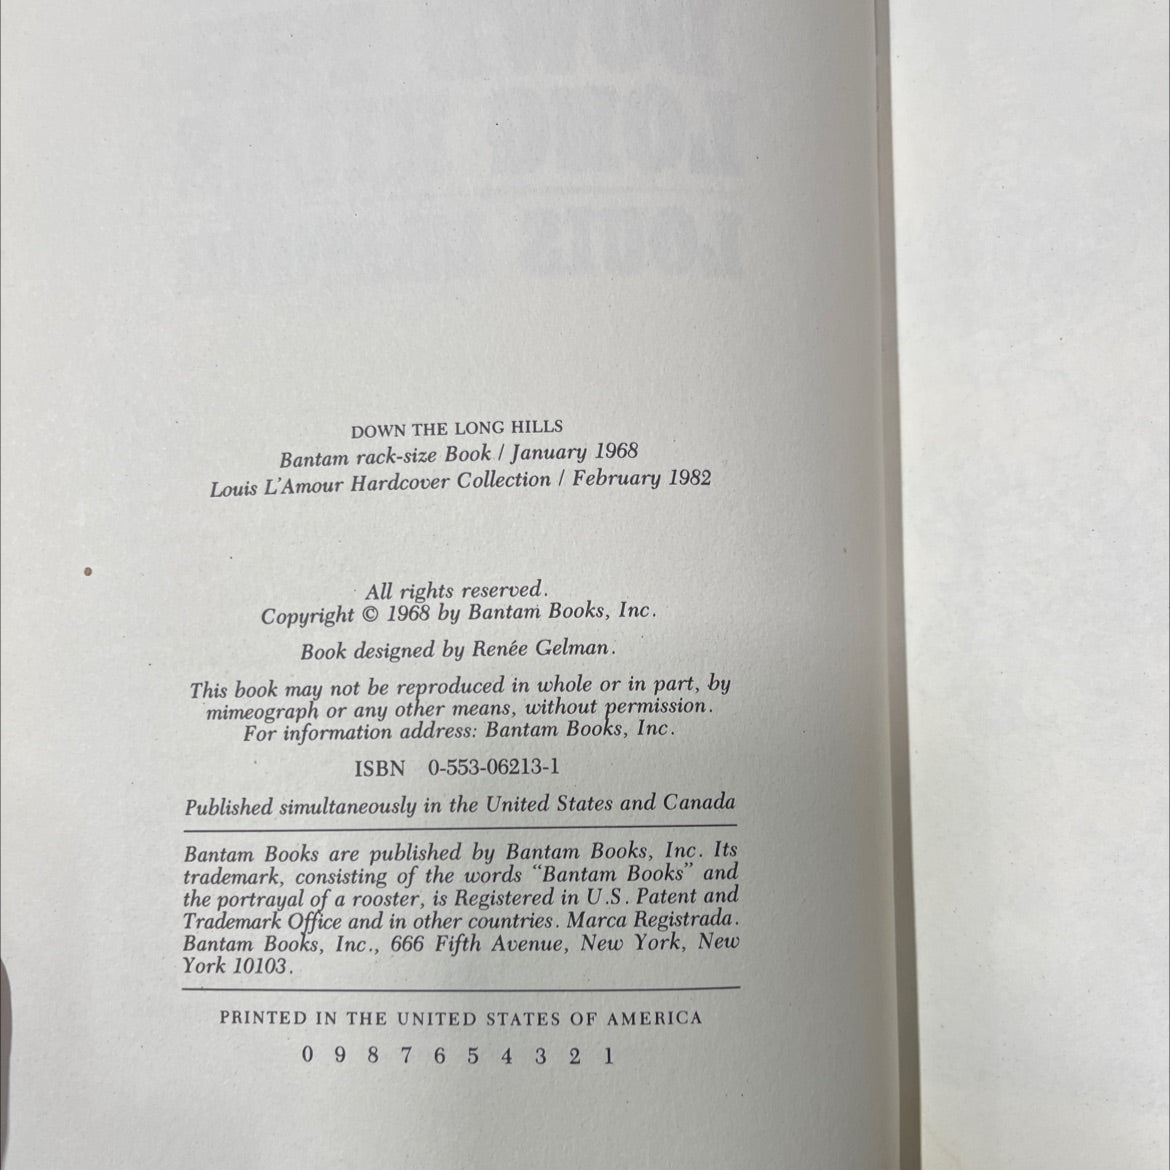 DOWN THE LONG HILLS
Bantam rack-size Book / January 1968
Louis L'Amour Hardcover Collection / February 1982
All rights reserved.
Copyright © 1968 by Bantam Books, Inc.
Book designed by Renée Gelman.
This book may not be reproduced in whole or in part, by
mimeograph or any other means, without permission.
For information address: Bantam Books, Inc.
ISBN 0-553-06213-1
Published simultaneously in the United States and Canada
Bantam Books are published by Bantam Books, Inc. Its
trademark, consisting of the words “Bantam Books” and
the portrayal of a rooster, is Registered in U.S. Patent and
Trademark Office and in other countries. Marca Registrada.
Bantam Books, Inc., 666 Fifth Avenue, New York, New
York 10103.
PRINTED IN THE UNITED STATES OF AMERICA
0 9 8 7 6 5 4 3 2 1